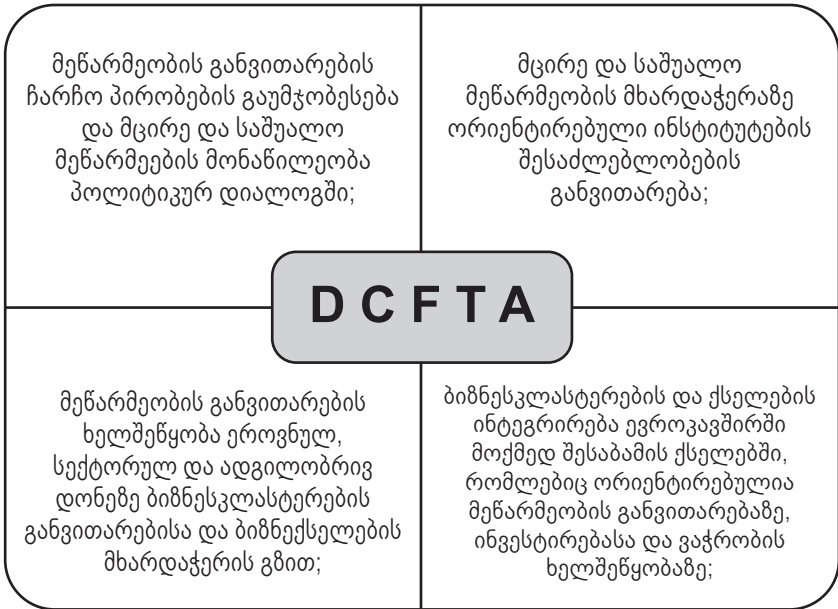 მეწარმეობის განვითარების
ჩარჩო პირობების გაუმჯობესება
და მცირე და საშუალო
მეწარმეების მონაწილეობა
პოლიტიკურ დიალოგში;
მცირე და საშუალო
მეწარმეობის მხარდაჭერაზე
ორიენტირებული ინსტიტუტების
შესაძლებლობების
განვითარება;
DCFTA
მეწარმეობის განვითარების
ხელშეწყობა ეროვნულ,
სექტორულ და ადგილობრივ
დონეზე ბიზნესკლასტერების
განვითარებისა და ბიზნექსელების
მხარდაჭერის გზით;
ბიზნესკლასტერების და ქსელების
ინტეგრირება ევროკავშირში
მოქმედ შესაბამის ქსელებში,
რომლებიც ორიენტირებულია
მეწარმეობის განვითარებაზე,
ინვესტირებასა და ვაჭრობის
ხელშეწყობაზე;